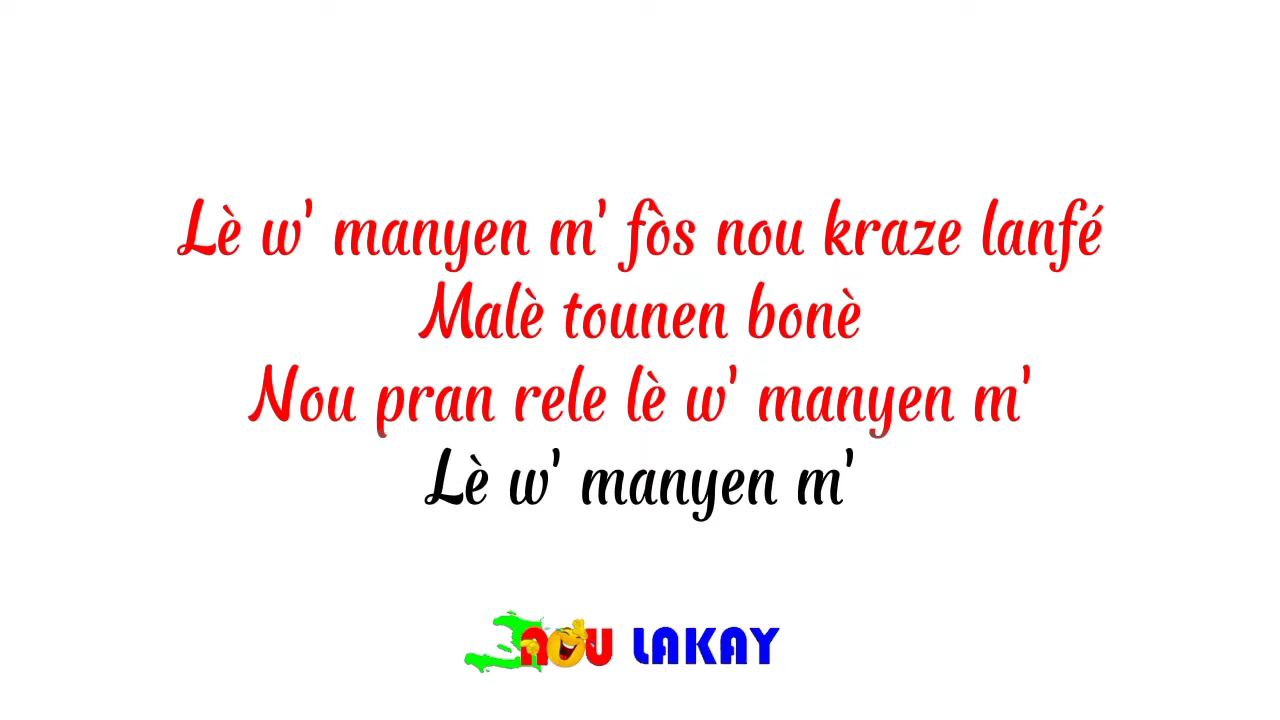 Lè w' manyen m' fòs nou kraze lanfé
Malè tounen bonè
Nou pran rele lè w' manyen m'
Lè w' manyen m'
NOU LAKAY